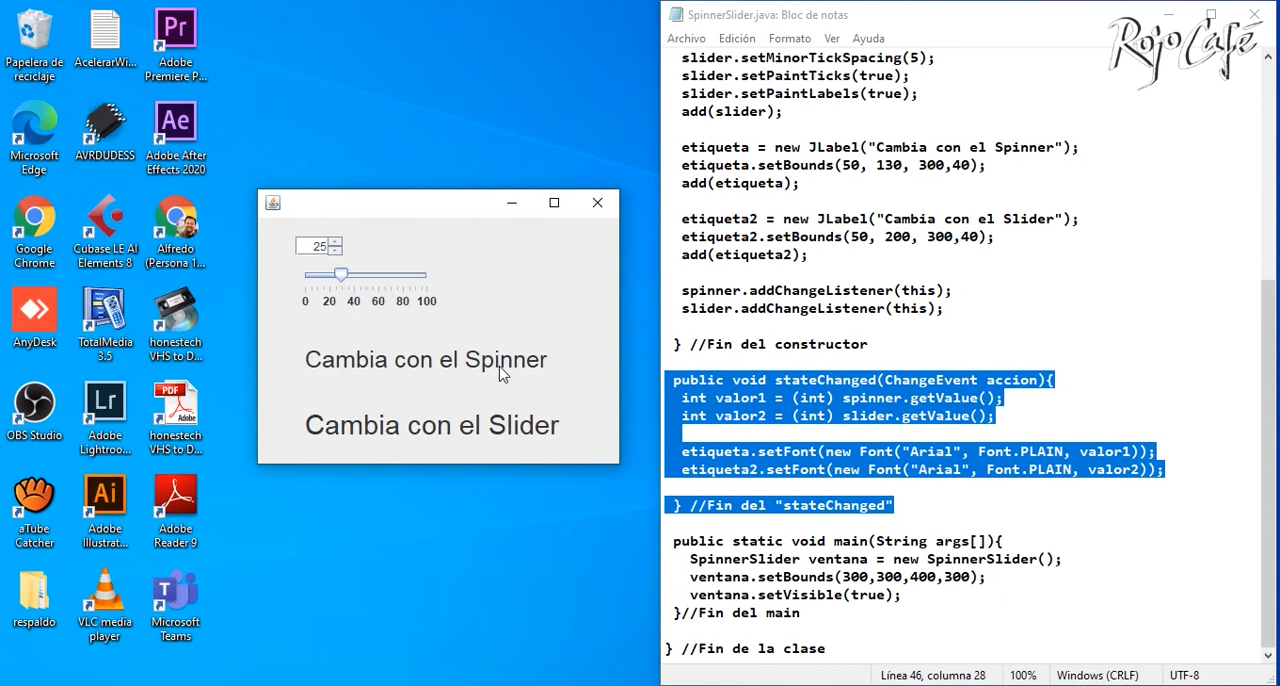 Papelera de
reciclaje
AcelerarWi...
Adobe
Premiere P...
Microsoft
Edge
AVRDUDESS
Adobe After
Effects 2020
Google
Chrome
Cubase LE AI
Elements 8
Alfredo
(Persona 1...
AnyDesk
TotalMedia
3.5
honestech
VHS to D...
OBS Studio
Adobe
Lightroo...
honestech
VHS to D...
aTube
Catcher
Adobe
Illustrat...
Adobe
Reader 9
respaldo
VLC media
player
Microsoft
Teams
Pr
Ae
Lr
PDF
Adobe
Ai
T
25
0 20 40 60 80 100
Cambia con el Spinner
Cambia con el Slider
SpinnerSlider.java: Bloc de notas
RojoCafé
Archivo Edición Formato Ver Ayuda
slider.setMinorTickSpacing(5);
slider.setPaintTicks(true);
slider.setPaintLabels(true);
add(slider);
etiqueta = new JLabel("Cambia con el Spinner");
etiqueta.setBounds(50, 130, 300,40);
add(etiqueta);
etiqueta2 = new JLabel("Cambia con el Slider");
etiqueta2.setBounds(50, 200, 300,40);
add(etiqueta2);
spinner.addChangeListener(this);
slider.addChangeListener(this);
} //Fin del constructor
public void stateChanged(ChangeEvent accion){
int valor1 = (int) spinner.getValue();
int valor2 = (int) slider.getValue();
etiqueta.setFont(new Font("Arial", Font.PLAIN, valor1));
etiqueta2.setFont(new Font("Arial", Font.PLAIN, valor2));
} //Fin del "stateChanged"
public static void main(String args[]){
SpinnerSlider ventana = new SpinnerSlider();
ventana.setBounds(300,300,400,300);
ventana.setVisible(true);
}//Fin del main
} //Fin de la clase
Línea 46, columna 28 100% Windows (CRLF) UTF-8